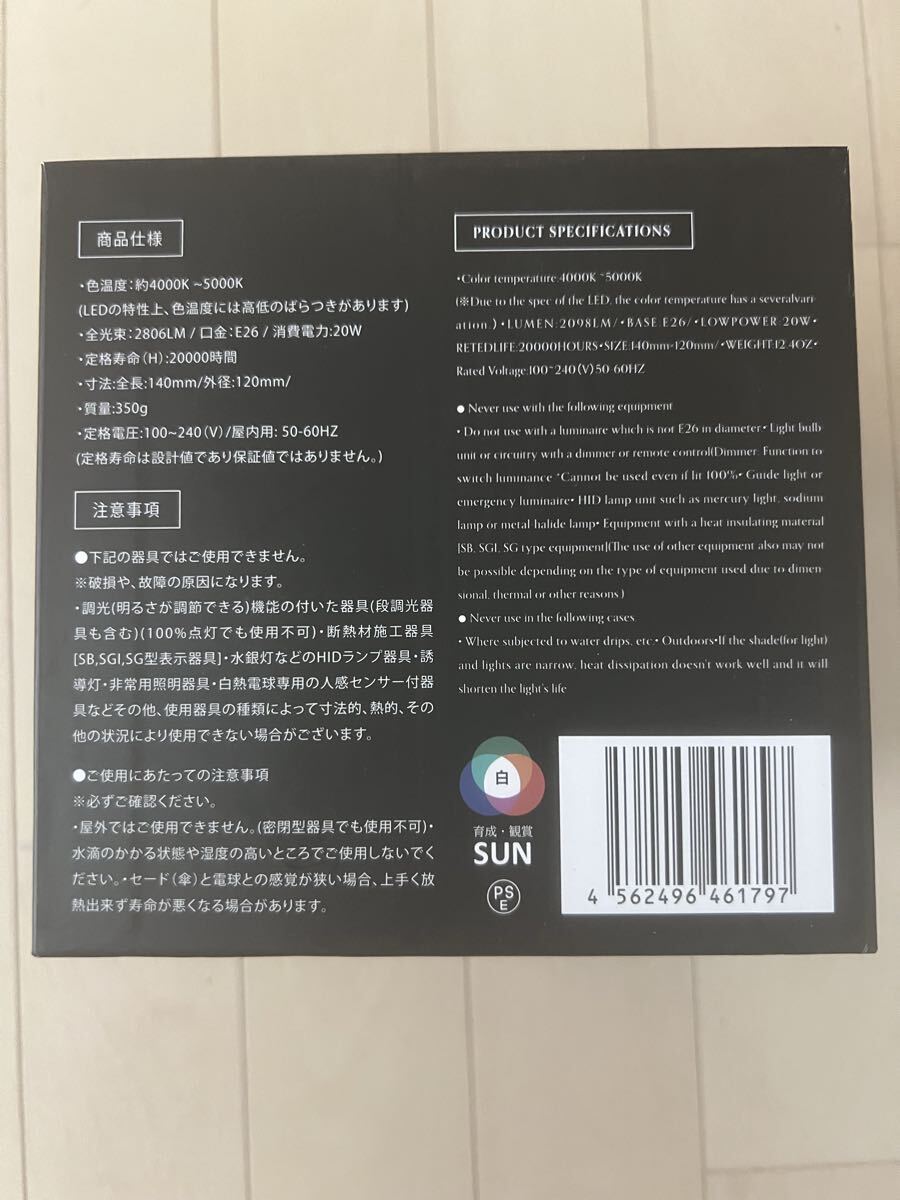 商品仕様
・色温度：約4000K ~5000K
(LEDの特性上、色温度には高低のばらつきがあります)
・全光束：2806LM / 口金：E26 / 消費電力：20W
・定格寿命（H）：20000時間
・寸法：全長：140mm/外径：120mm/
・質量：350g
・定格電圧：100~240（V）/屋内用: 50-60HZ
(定格寿命は設計値であり保証値ではありません。)
注意事項
●下記の器具ではご使用できません。
※破損や、故障の原因になります。
・調光(明るさが調節できる)機能の付いた器具(段調光器
具も含む)(100%点灯でも使用不可)・断熱材施工器具
[SB,SGI,SG型表示器具]・水銀灯などのHIDランプ器具・誘
導灯・非常用照明器具・白熱電球専用の人感センサー付器
具などその他、使用器具の種類によって寸法的、熱的、その
他の状況により使用できない場合がございます。
●ご使用にあたっての注意事項
※必ずご確認ください。
・屋外ではご使用できません。(密閉型器具でも使用不可)・
水滴のかかる状態や湿度の高いところでご使用しないでく
ださい。・セード（傘）と電球との感覚が狭い場合、上手く放
熱出来ず寿命が悪くなる場合があります。
PRODUCT SPECIFICATIONS
・Color temperature:4000K ~5000K
(※Due to the spec of the LED, the color temperature has a severalvari-
ation.)・LUMEN:2098LM/・BASE:E26/・LOWPOWER:20W・
RETEDLIFE:20000HOURS・SIZE:140mm-120mm/・WEIGHT:12.4OZ・
Rated Voltage:100~240（V）50-60HZ
● Never use with the following equipment
・Do not use with a luminaire which is not E26 in diameter・Light bulb
unit or circuitry with a dimmer or remote control(Dimmer: Function to
switch luminance *Cannot be used even if lit 100%・Guide light or
emergency luminaire・HID lamp unit such as mercury light, sodium
lamp or metal halide lamp・Equipment with a heat insulating material
[SB, SGI, SG type equipment](The use of other equipment also may not
be possible depending on the type of equipment used due to dimen-
sional, thermal or other reasons.)
● Never use in the following cases
・Where subjected to water drips, etc.・Outdoors・If the shade(for light)
and lights are narrow, heat dissipation doesn't work well and it will
shorten the light's life
白
育成・観賞
SUN
PS
E
4 562496 461797